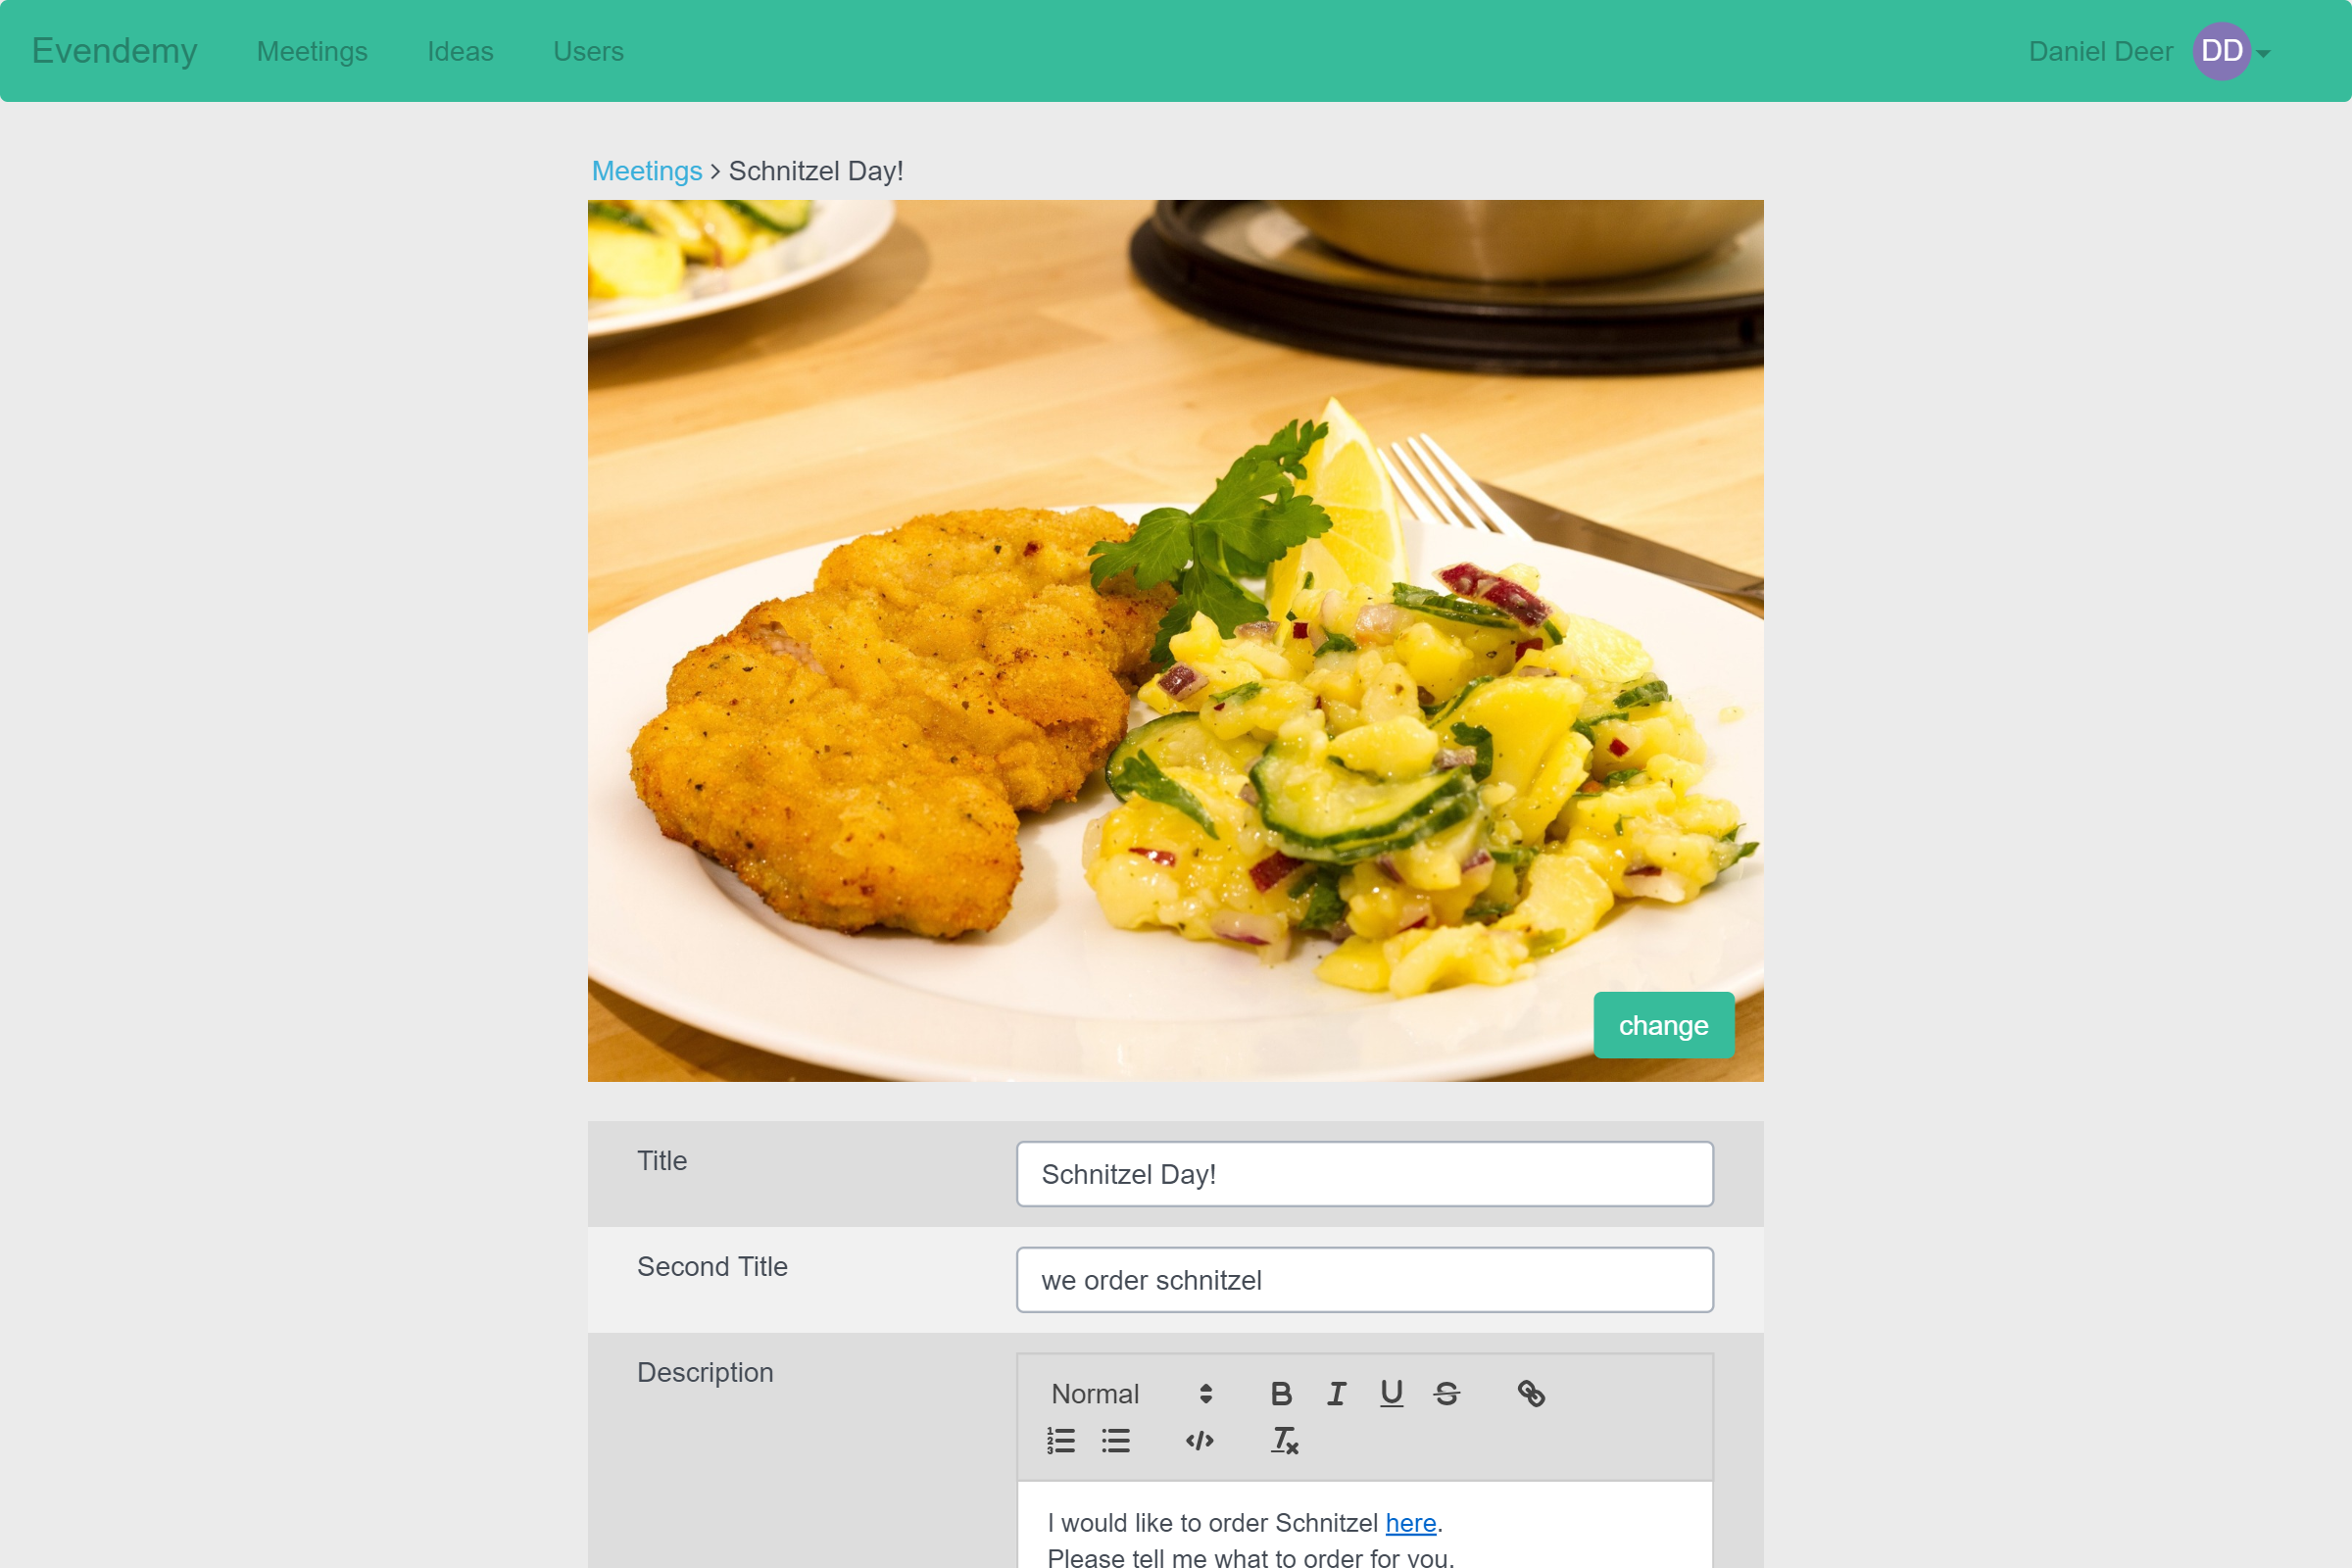 Evendemy Meetings Ideas Users Daniel Deer DD
Meetings > Schnitzel Day!
change
Title Schnitzel Day!
Second Title we order schnitzel
Description Normal
I would like to order Schnitzel here.
Please tell me what to order for you.